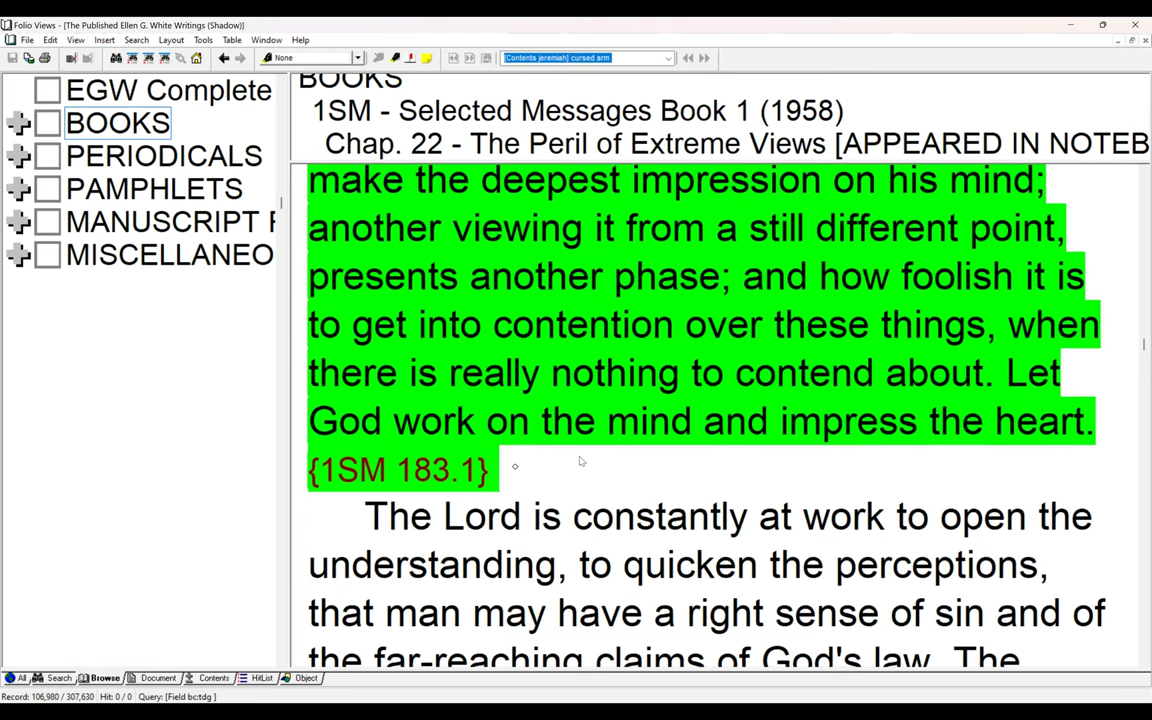 Folio Views - [The Published Ellen G. White Writings (Shadow)]
File Edit View Insert Search Layout Tools Table Window Help
None
[Contents jeremiah] cursed arm
EGW Complete
BOOKS
PERIODICALS
PAMPHLETS
MANUSCRIPT
MISCELLANEO
BOOKS
1SM - Selected Messages Book 1 (1958)
Chap. 22 - The Peril of Extreme Views [APPEARED IN NOTEB
make the deepest impression on his mind;
another viewing it from a still different point,
presents another phase; and how foolish it is
to get into contention over these things, when
there is really nothing to contend about. Let
God work on the mind and impress the heart.
{1SM 183.1}
The Lord is constantly at work to open the
understanding, to quicken the perceptions,
that man may have a right sense of sin and of
the far-reaching claims of God's law. The
All Search Browse Document Contents HitList Object
Record: 106,980 / 307,630 Hit: 0 / 0 Query: [Field bc:tdg ]